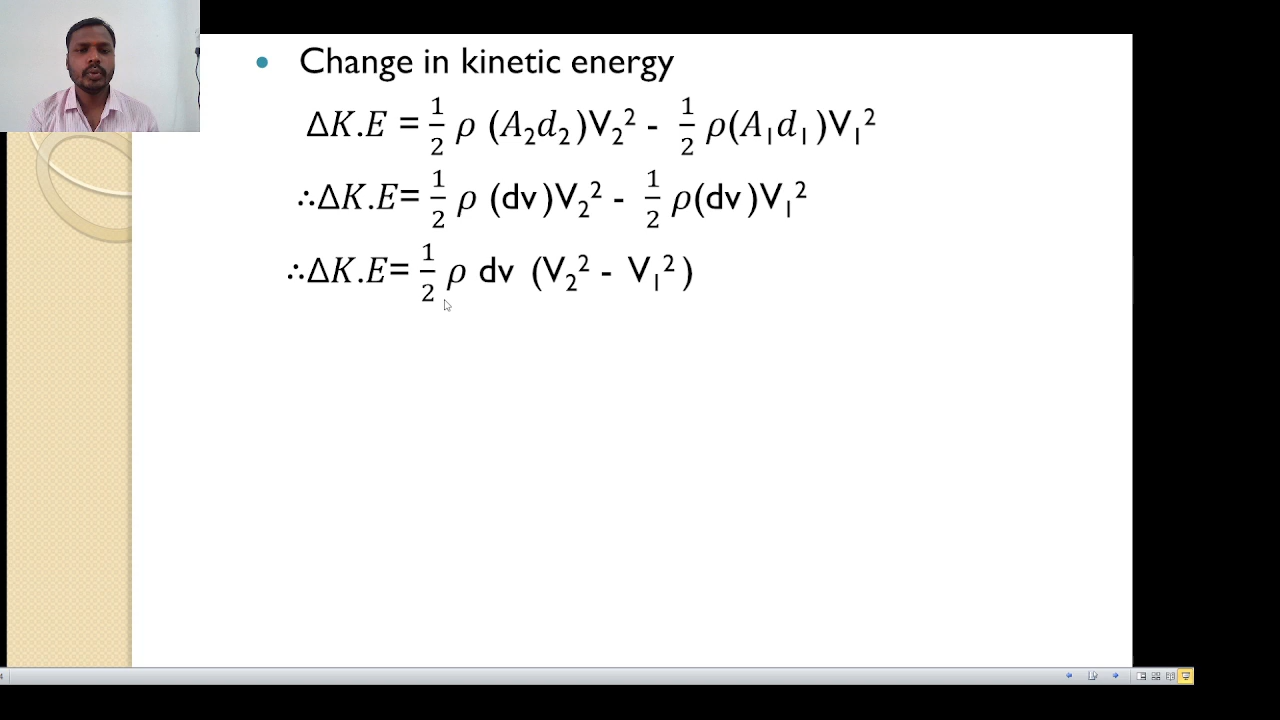 • Change in kinetic energy
ΔK.E = 1/2 ρ (A₂d₂)V₂² - 1/2 ρ(A₁d₁)V₁²
∴ΔK.E= 1/2 ρ (dv)V₂² - 1/2 ρ(dv)V₁²
∴ΔK.E= 1/2 ρ dv (V₂² - V₁²)